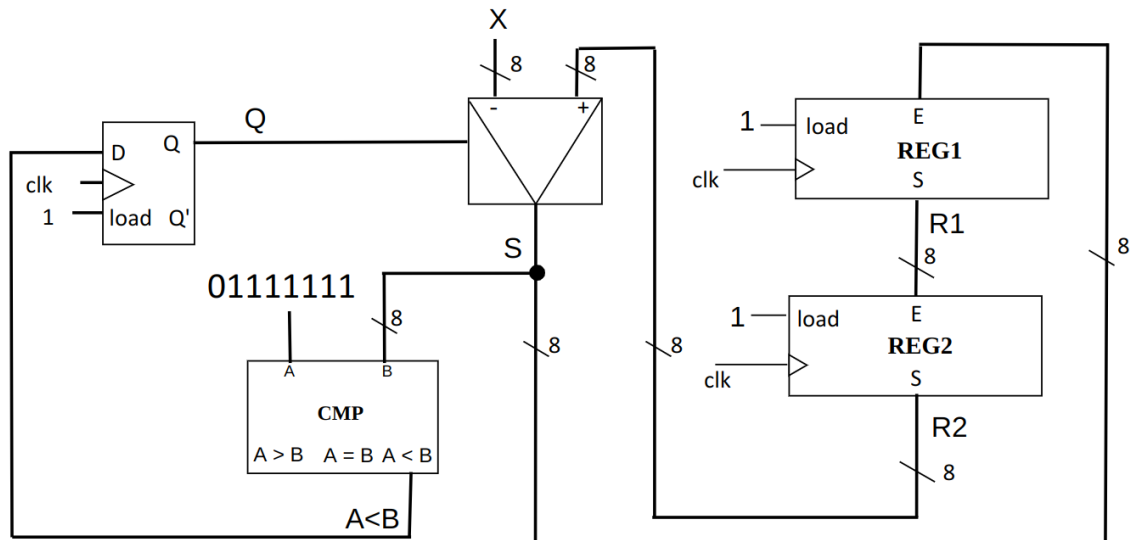 X
8
8
-
+
Q
D
Q
clk
1
load
Q'
S
01111111
8
A
B
CMP
A > B
A = B
A < B
A<B
8
8
1
load
E
REG1
clk
S
R1
8
8
1
load
E
REG2
clk
S
R2
8